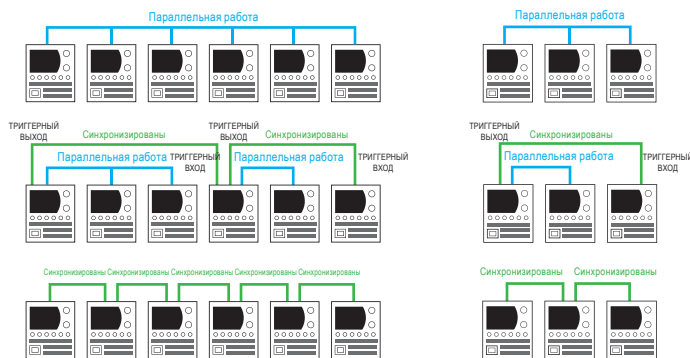 Параллельная работа
Параллельная работа
ТРИГГЕРНЫЙ
ВЫХОД
Синхронизированы
ТРИГГЕРНЫЙ
ВЫХОД
Синхронизированы
Параллельная работа
ТРИГГЕРНЫЙ
ВХОД
Параллельная работа
ТРИГГЕРНЫЙ
ВХОД
ТРИГГЕРНЫЙ
ВЫХОД
Синхронизированы
Параллельная работа
ТРИГГЕРНЫЙ
ВХОД
Синхронизированы Синхронизированы Синхронизированы Синхронизированы Синхронизированы
Синхронизированы Синхронизированы